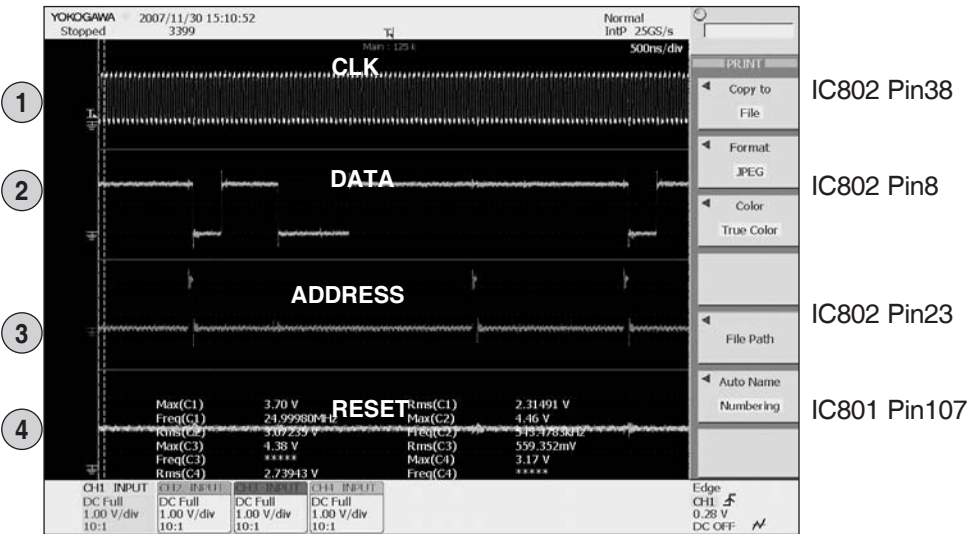 YOKOGAWA 2007/11/30 15:10:52
Stopped 3399
Normal
IntP 25GS/s
Main : 125 k
500ns/div
CLK
1
IC802 Pin38
DATA
2
IC802 Pin8
ADDRESS
3
IC802 Pin23
RESET
4
IC801 Pin107
PRINT
Copy to
File
Format
JPEG
Color
True Color
File Path
Auto Name
Numbering
Max(C1) 3.70 V Rms(C1) 2.31491 V
Freq(C1) 24.99980MHz Max(C2) 4.46 V
Rms(C2) 3.07235 V Freq(C2) 543.4783kHz
Max(C3) 4.38 V Rms(C3) 559.352mV
Freq(C3) ***** Max(C4) 3.17 V
Rms(C4) 2.73943 V Freq(C4) *****
CH1 INPUT CH2 INPUT CH3 INPUT CH4 INPUT
DC Full DC Full DC Full DC Full
1.00 V/div 1.00 V/div 1.00 V/div 1.00 V/div
10:1 10:1 10:1 10:1
Edge
CH1
0.28 V
DC OFF